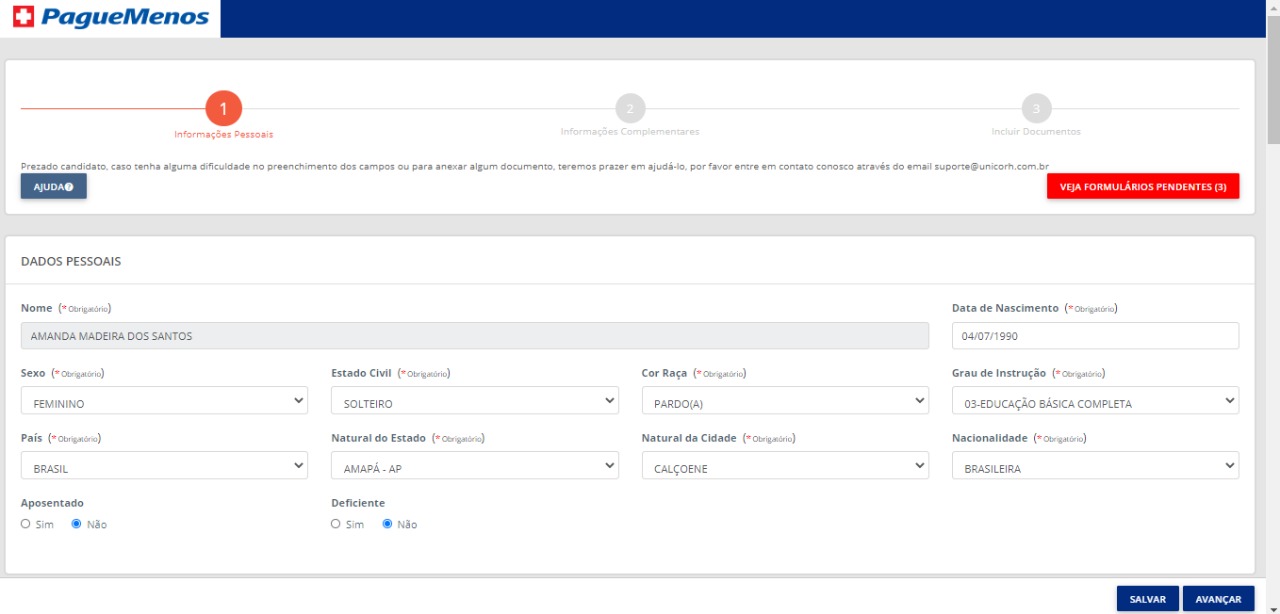 PagueMenos
1 2 3
Informações Pessoais Informações Complementares Incluir Documentos
Prezado candidato, caso tenha alguma dificuldade no preenchimento dos campos ou para anexar algum documento, teremos prazer em ajudá-lo, por favor entre em contato conosco através do email suporte@unicorh.com.br
AJUDA VEJA FORMULÁRIOS PENDENTES (3)
DADOS PESSOAIS
Nome (*Obrigatório) Data de Nascimento (*Obrigatório)
AMANDA MADEIRA DOS SANTOS 04/07/1990
Sexo (*Obrigatório) Estado Civil (*Obrigatório) Cor Raça (*Obrigatório) Grau de Instrução (*Obrigatório)
FEMININO SOLTEIRO PARDO(A) 03-EDUCAÇÃO BÁSICA COMPLETA
País (*Obrigatório) Natural do Estado (*Obrigatório) Natural da Cidade (*Obrigatório) Nacionalidade (*Obrigatório)
BRASIL AMAPÁ - AP CALÇOENE BRASILEIRA
Aposentado Deficiente
Sim Não Sim Não
SALVAR AVANÇAR